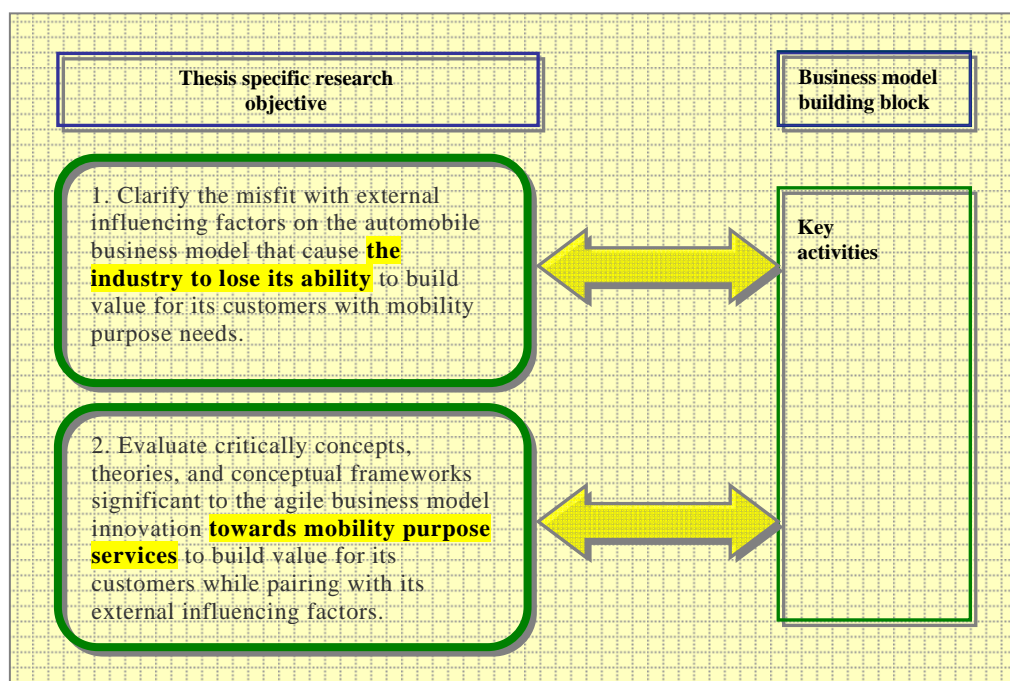 Thesis specific research
objective
Business model
building block
1. Clarify the misfit with external
influencing factors on the automobile
business model that cause the
industry to lose its ability to build
value for its customers with mobility
purpose needs.
Key
activities
2. Evaluate critically concepts,
theories, and conceptual frameworks
significant to the agile business model
innovation towards mobility purpose
services to build value for its
customers while pairing with its
external influencing factors.